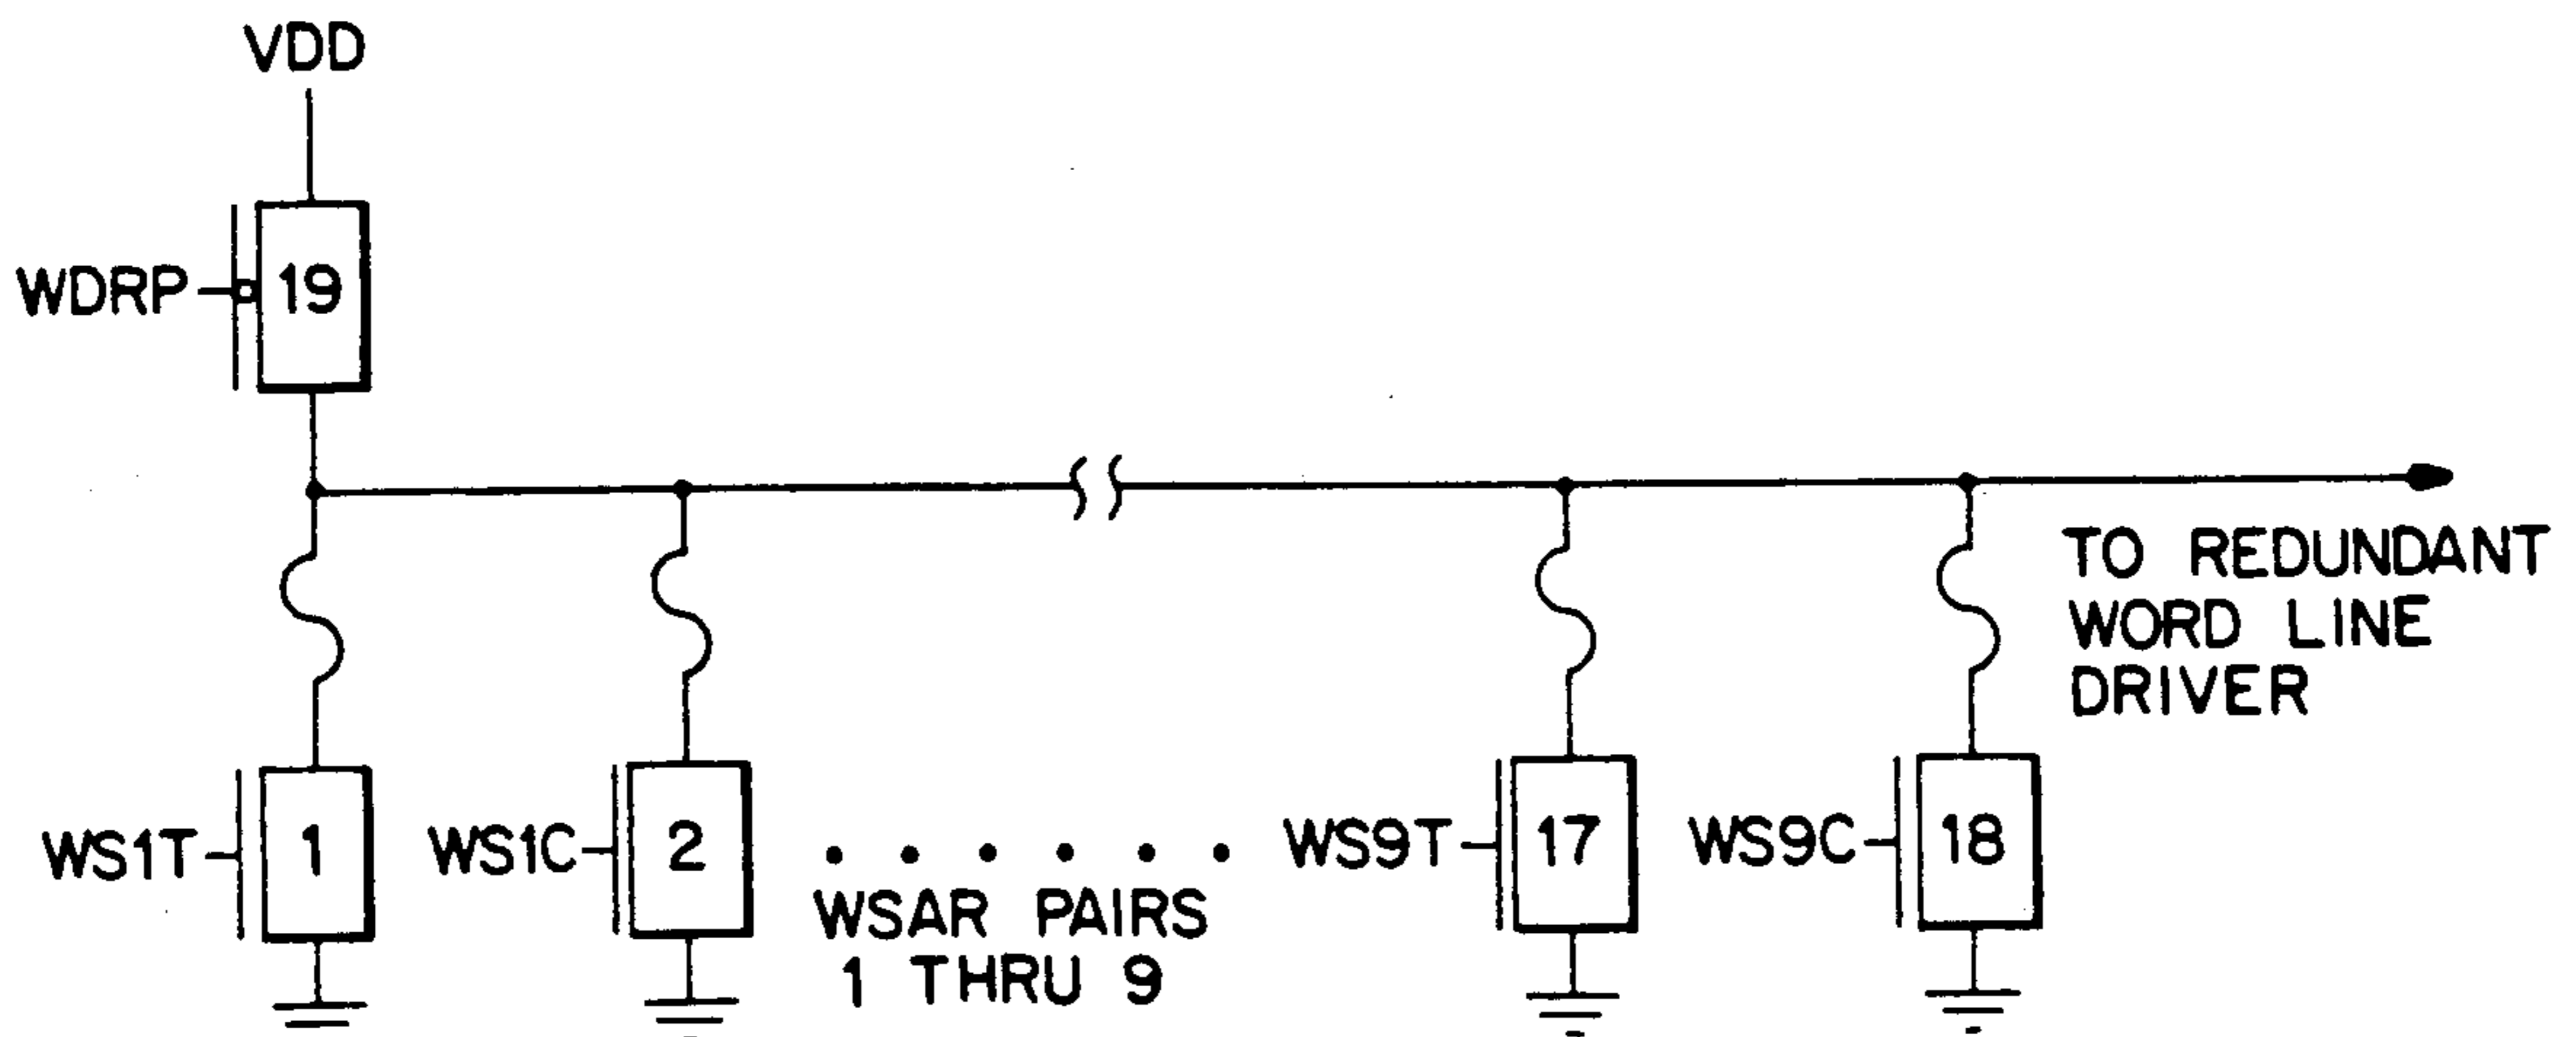 VDD
WDRP
19
TO REDUNDANT
WORD LINE
DRIVER
WS1T
1
WS1C
2
WS9T
17
WS9C
18
WSAR PAIRS
1 THRU 9